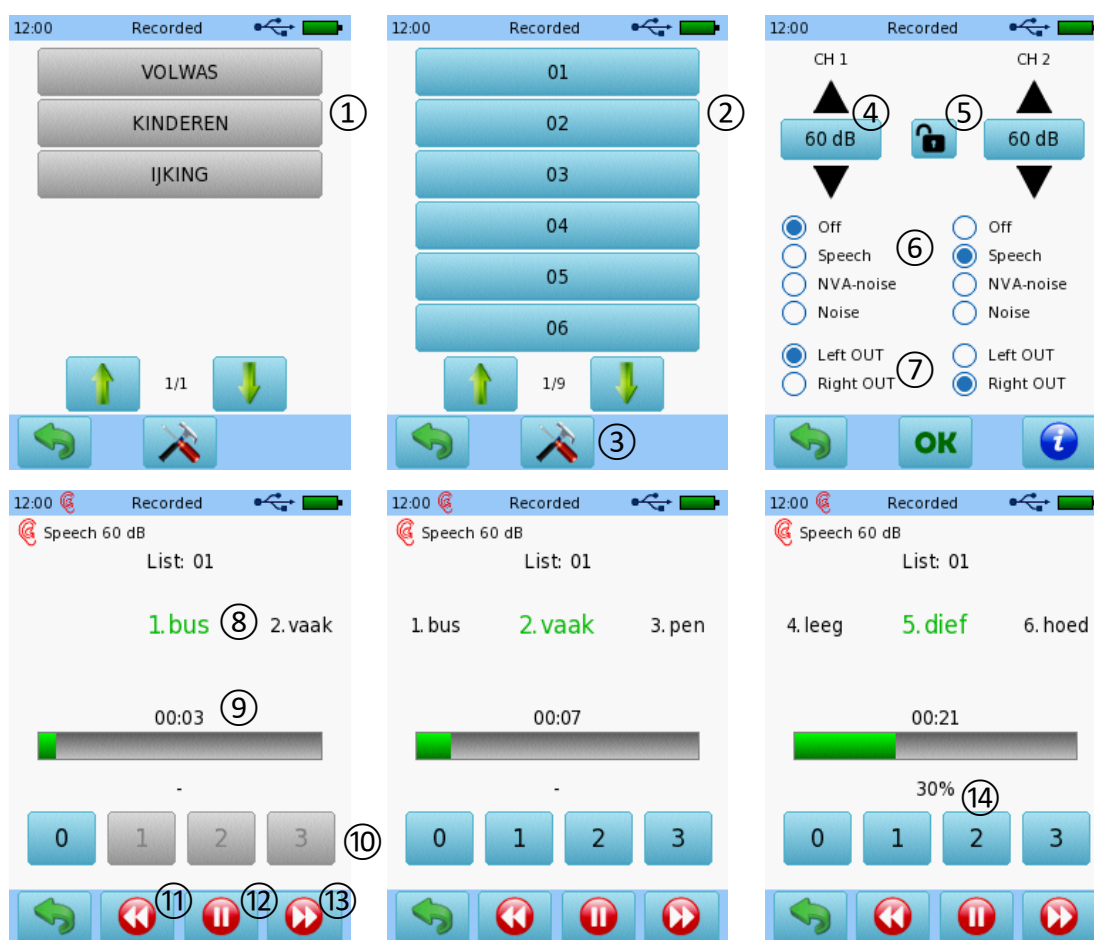 12:00 Recorded
VOLWAS
KINDEREN
IJKING
①
1/1
12:00 Recorded
01
02
03
04
05
06
②
1/9
③
12:00 Recorded
CH 1 CH 2
④ ⑤
60 dB 60 dB
Off Off
Speech Speech
⑥
NVA-noise NVA-noise
Noise Noise
Left OUT Left OUT
⑦
Right OUT Right OUT
OK i
12:00 Recorded
Speech 60 dB
List: 01
1. bus ⑧ 2. vaak
00:03 ⑨
-
0 1 2 3 ⑩
⑪ ⑫ ⑬
12:00 Recorded
Speech 60 dB
List: 01
1. bus 2. vaak 3. pen
00:07
-
0 1 2 3
12:00 Recorded
Speech 60 dB
List: 01
4. leeg 5. dief 6. hoed
00:21
30% ⑭
0 1 2 3